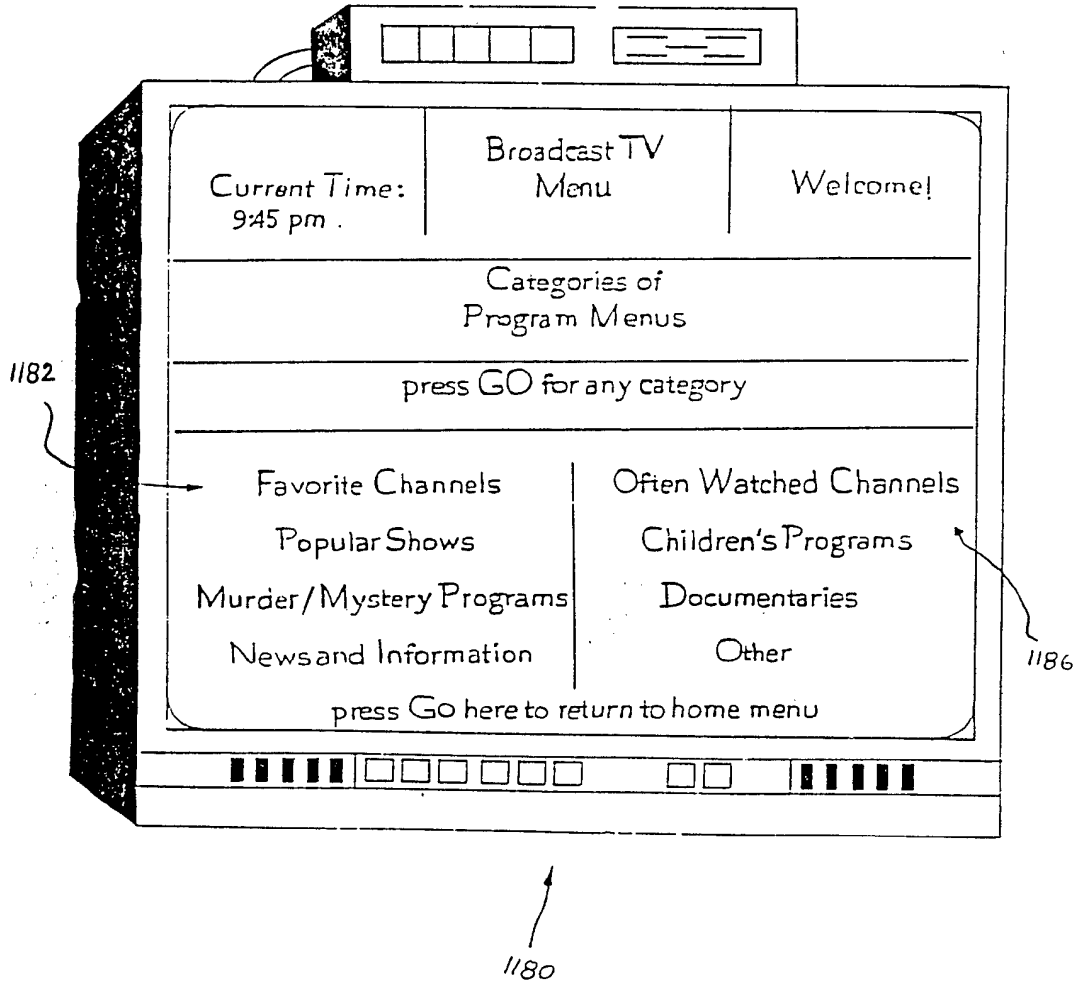 Broadcast TV
Menu
Current Time:
9:45 pm .
Welcome!
Categories of
Program Menus
press GO for any category
1182
Favorite Channels
Often Watched Channels
Popular Shows
Children's Programs
Murder/Mystery Programs
Documentaries
News and Information
Other
1186
press Go here to return to home menu
1180